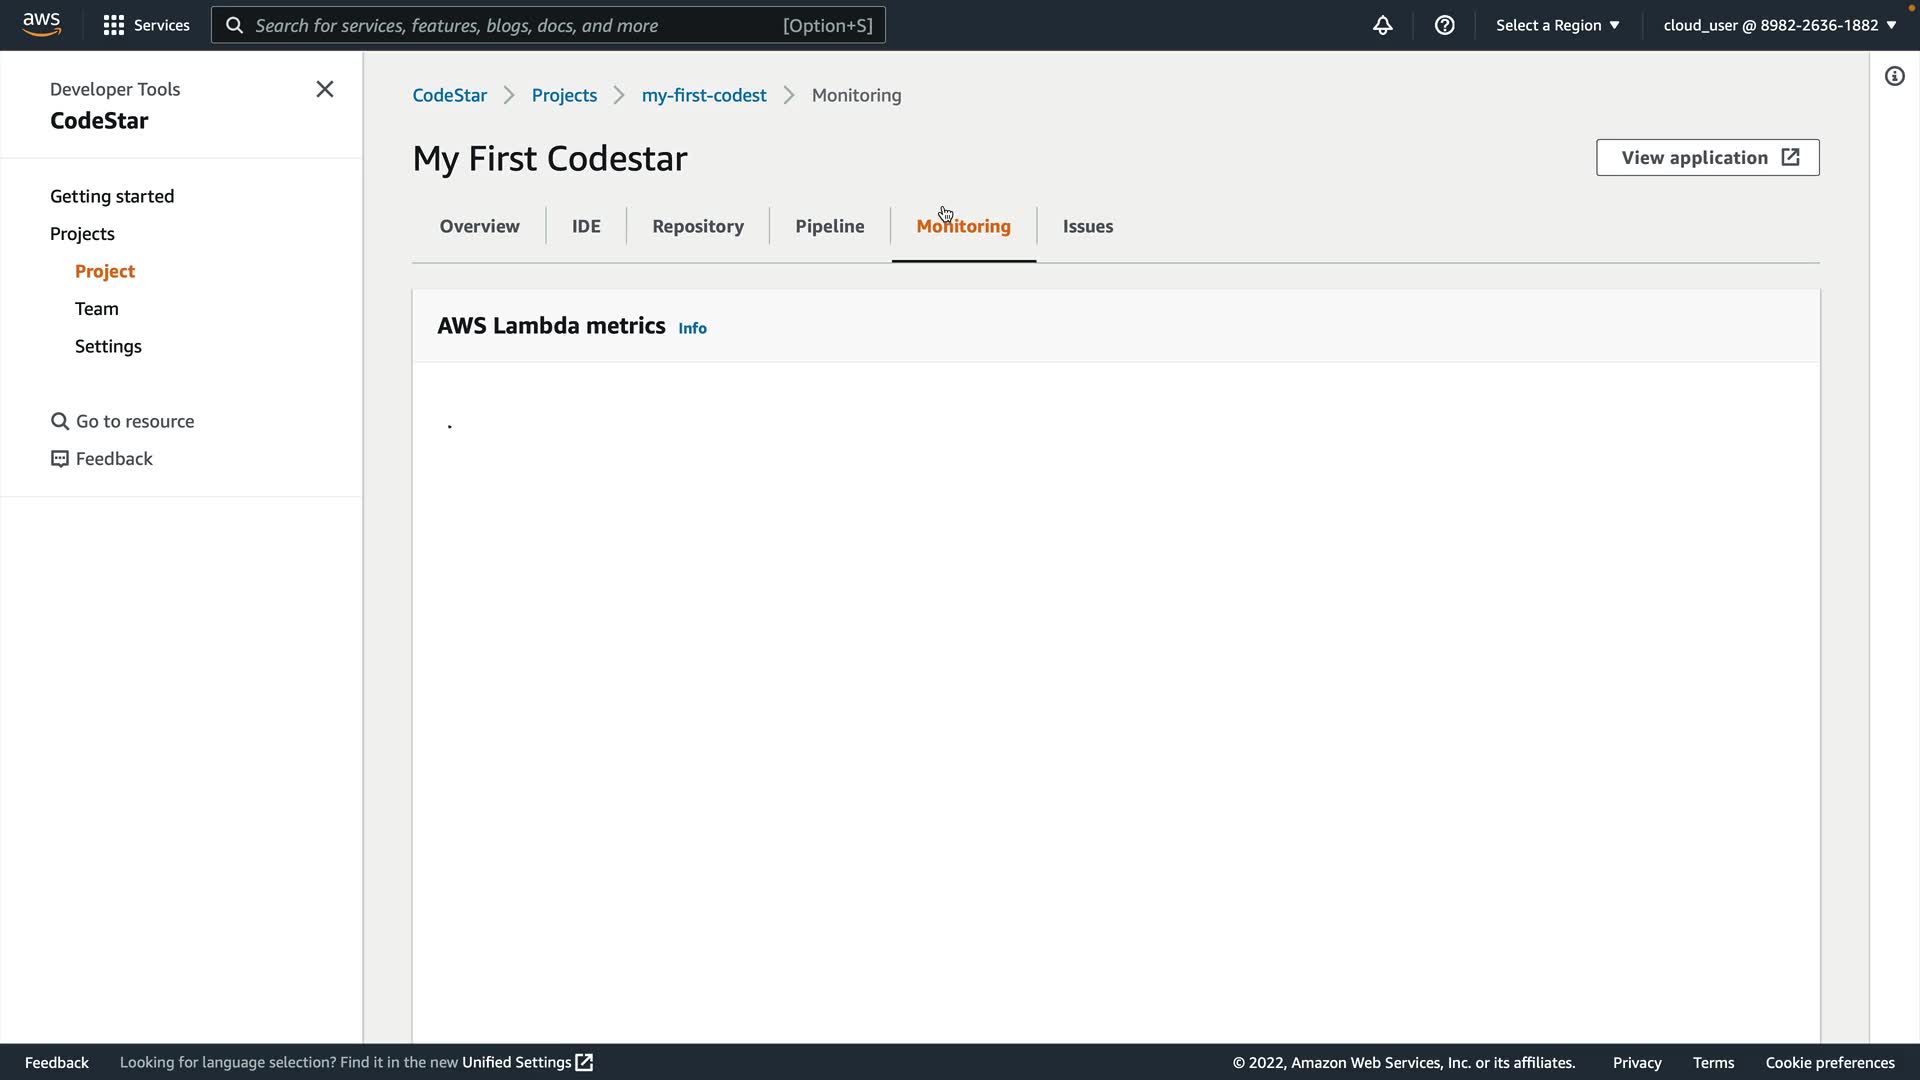 aws
Services
Search for services, features, blogs, docs, and more
[Option+S]
Select a Region ▼
cloud_user @ 8982-2636-1882 ▼
Developer Tools
CodeStar
Getting started
Projects
Project
Team
Settings
Go to resource
Feedback
CodeStar
Projects
my-first-codest
Monitoring
My First Codestar
View application
Overview
IDE
Repository
Pipeline
Monitoring
Issues
AWS Lambda metrics Info
Feedback
Looking for language selection? Find it in the new Unified Settings
© 2022, Amazon Web Services, Inc. or its affiliates.
Privacy
Terms
Cookie preferences